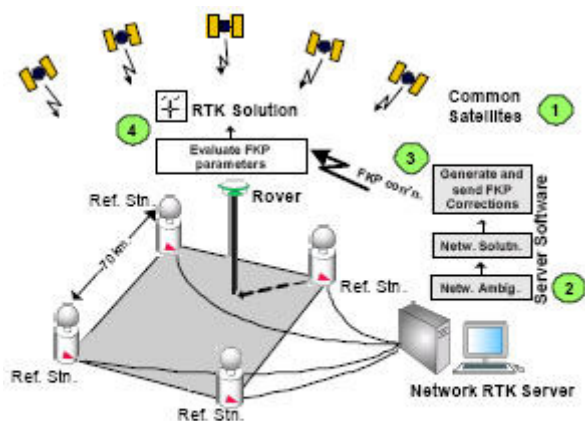 Common
Satellites
1
RTK Solution
4
Evaluate FKP
parameters
3
FKP corr'n.
Generate and
send FKP
Corrections
Netw. Solutn.
Netw. Ambig.
2
Server Software
Rover
Ref. Stn.
70 km.
Ref. Stn.
Ref. Stn.
Ref. Stn.
Network RTK Server